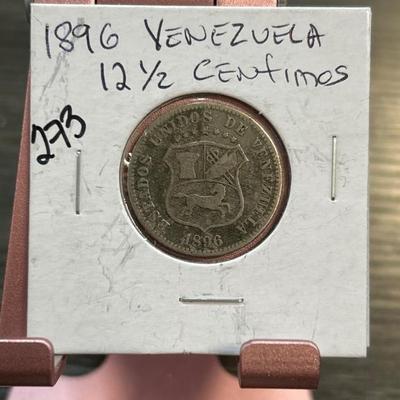 1896 VENEZUELA
12 ½ CENtimos
273
ESTADOS UNIDOS DE VENEZUELA
1896